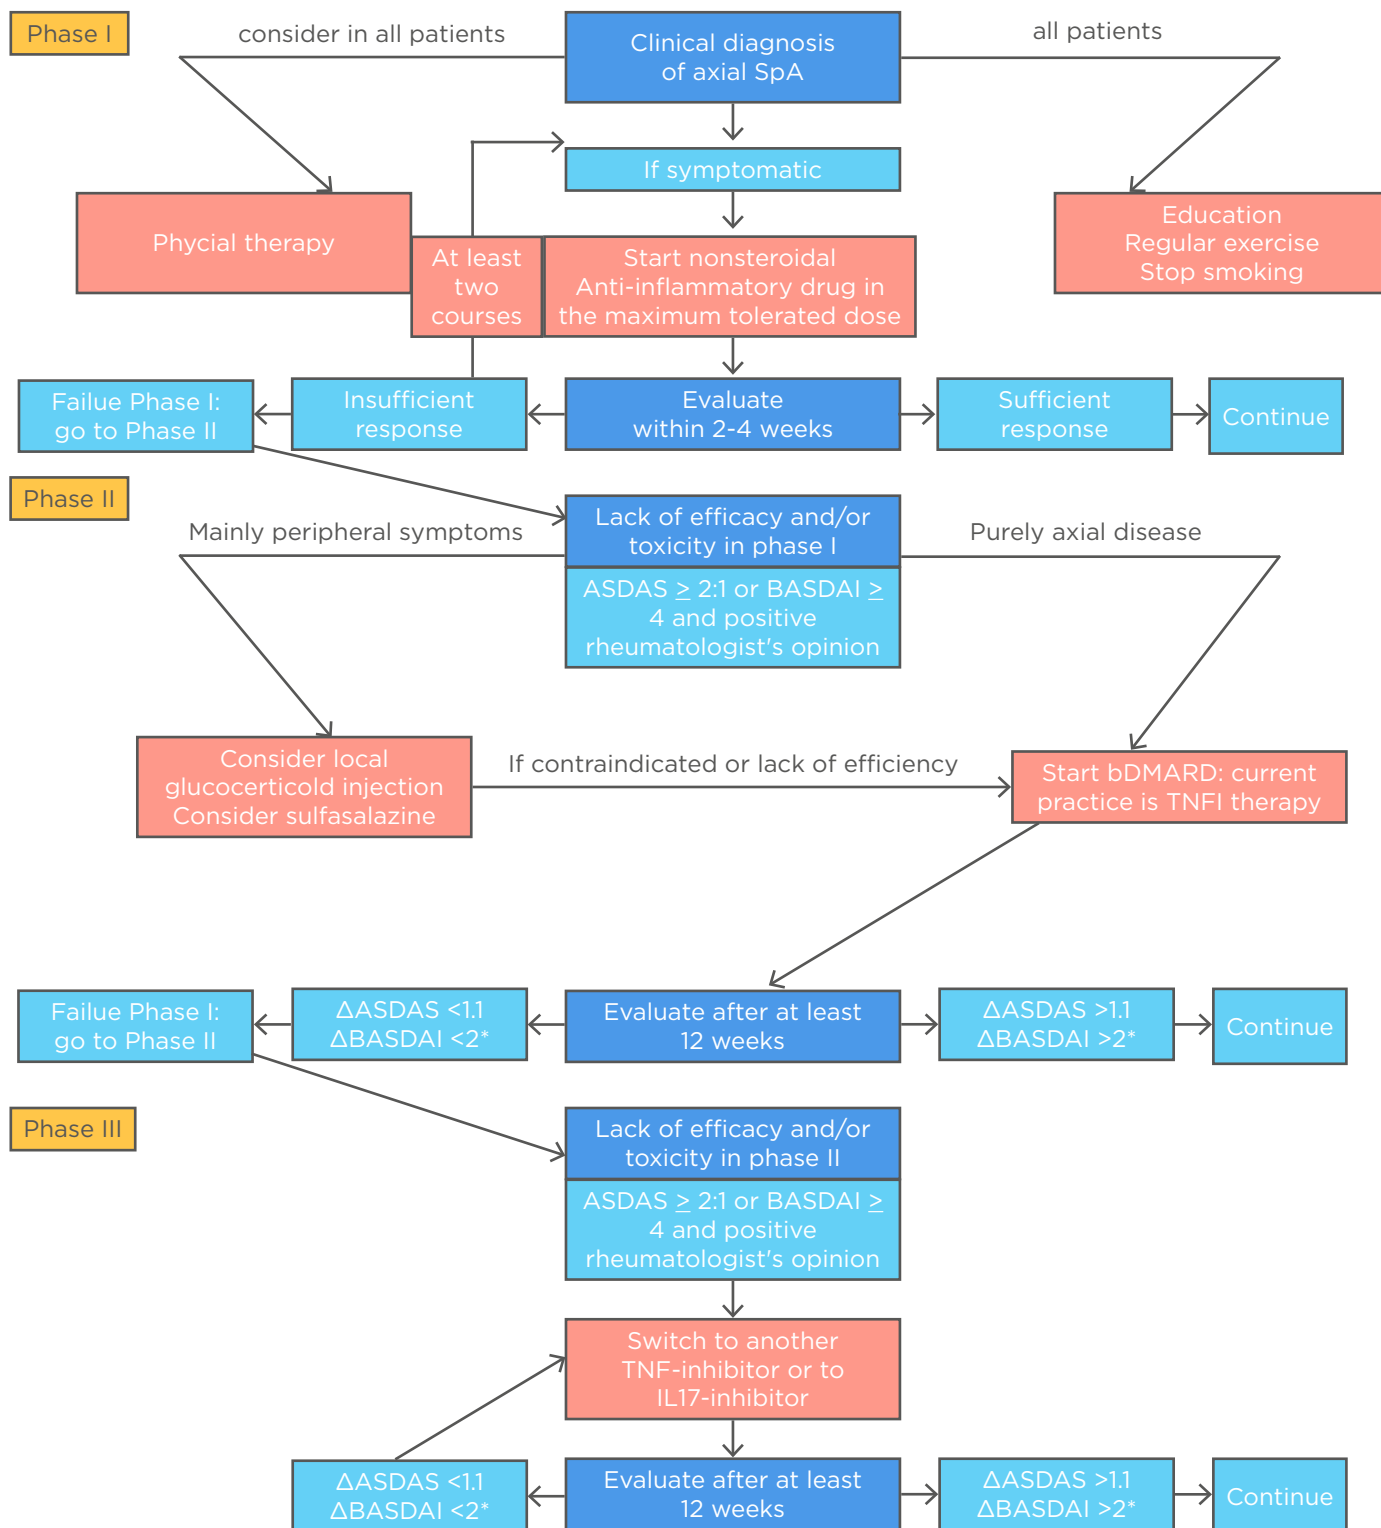 Phase I
consider in all patients
Clinical diagnosis
of axial SpA
all patients
If symptomatic
Phycial therapy
At least
two
courses
Start nonsteroidal
Anti-inflammatory drug in
the maximum tolerated dose
Education
Regular exercise
Stop smoking
Failue Phase I:
go to Phase II
Insufficient
response
Evaluate
within 2-4 weeks
Sufficient
response
Continue
Phase II
Mainly peripheral symptoms
Lack of efficacy and/or
toxicity in phase I
Purely axial disease
ASDAS ≥ 2:1 or BASDAI ≥
4 and positive
rheumatologist's opinion
Consider local
glucocerticold injection
Consider sulfasalazine
If contraindicated or lack of efficiency
Start bDMARD: current
practice is TNFI therapy
Failue Phase I:
go to Phase II
ΔASDAS <1.1
ΔBASDAI <2*
Evaluate after at least
12 weeks
ΔASDAS >1.1
ΔBASDAI >2*
Continue
Phase III
Lack of efficacy and/or
toxicity in phase II
ASDAS ≥ 2:1 or BASDAI ≥
4 and positive
rheumatologist's opinion
Switch to another
TNF-inhibitor or to
IL17-inhibitor
ΔASDAS <1.1
ΔBASDAI <2*
Evaluate after at least
12 weeks
ΔASDAS >1.1
ΔBASDAI >2*
Continue